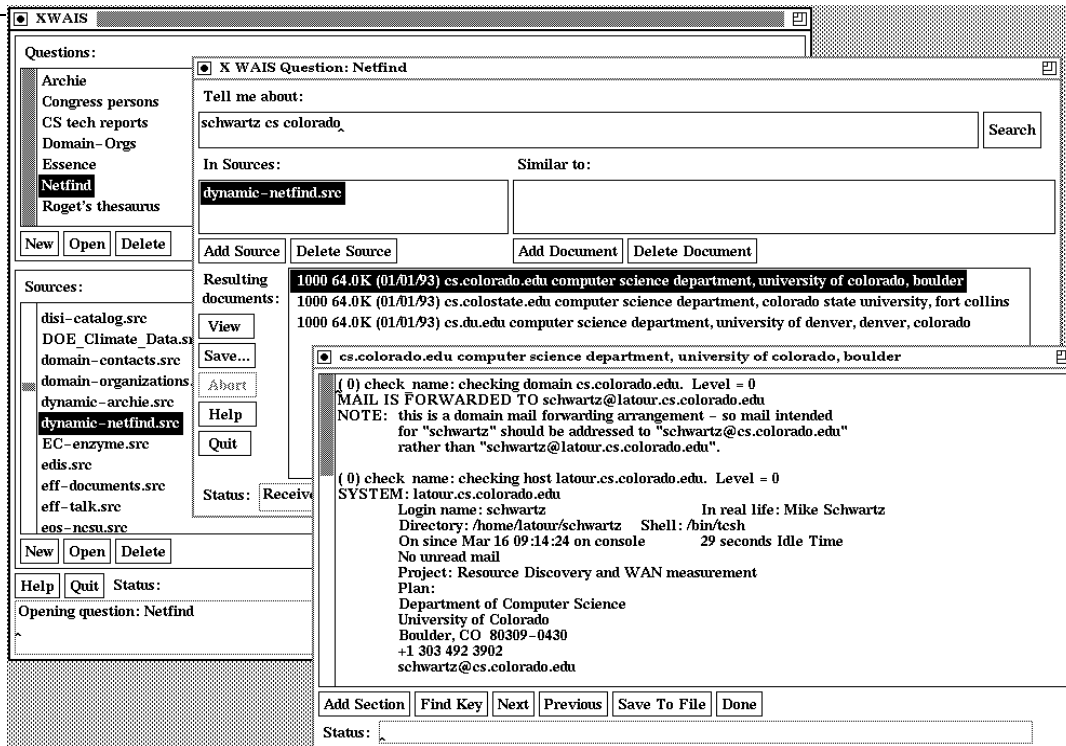 XWAIS
Questions:
Archie
Congress persons
CS tech reports
Domain-Orgs
Essence
Netfind
Roget's thesaurus
New Open Delete
Sources:
disi-catalog.src
DOE_Climate_Data.sr
domain-contacts.src
domain-organizations.
dynamic-archie.src
dynamic-netfind.src
EC-enzyme.src
edis.src
eff-documents.src
eff-talk.src
eos-ncsu.src
New Open Delete
Help Quit Status:
Opening question: Netfind
X WAIS Question: Netfind
Tell me about:
schwartz cs colorado
Search
In Sources: Similar to:
dynamic-netfind.src
Add Source Delete Source Add Document Delete Document
Resulting
documents:
1000 64.0K (01/01/93) cs.colorado.edu computer science department, university of colorado, boulder
1000 64.0K (01/01/93) cs.colostate.edu computer science department, colorado state university, fort collins
1000 64.0K (01/01/93) cs.du.edu computer science department, university of denver, denver, colorado
View
Save...
Abort
Help
Quit
Status: Receive
cs.colorado.edu computer science department, university of colorado, boulder
( 0) check_name: checking domain cs.colorado.edu. Level = 0
MAIL IS FORWARDED TO schwartz@latour.cs.colorado.edu
NOTE: this is a domain mail forwarding arrangement - so mail intended
for "schwartz" should be addressed to "schwartz@cs.colorado.edu"
rather than "schwartz@latour.cs.colorado.edu".
( 0) check_name: checking host latour.cs.colorado.edu. Level = 0
SYSTEM: latour.cs.colorado.edu
Login name: schwartz In real life: Mike Schwartz
Directory: /home/latour/schwartz Shell: /bin/tcsh
On since Mar 16 09:14:24 on console 29 seconds Idle Time
No unread mail
Project: Resource Discovery and WAN measurement
Plan:
Department of Computer Science
University of Colorado
Boulder, CO 80309-0430
+1 303 492 3902
schwartz@cs.colorado.edu
Add Section Find Key Next Previous Save To File Done
Status: